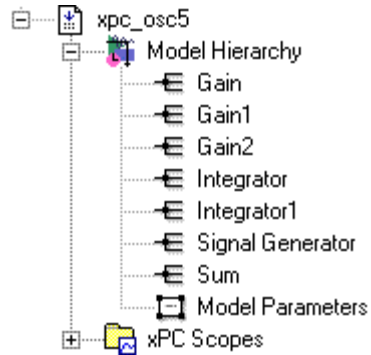 xpc_osc5
Model Hierarchy
Gain
Gain1
Gain2
Integrator
Integrator1
Signal Generator
Sum
Model Parameters
xPC Scopes